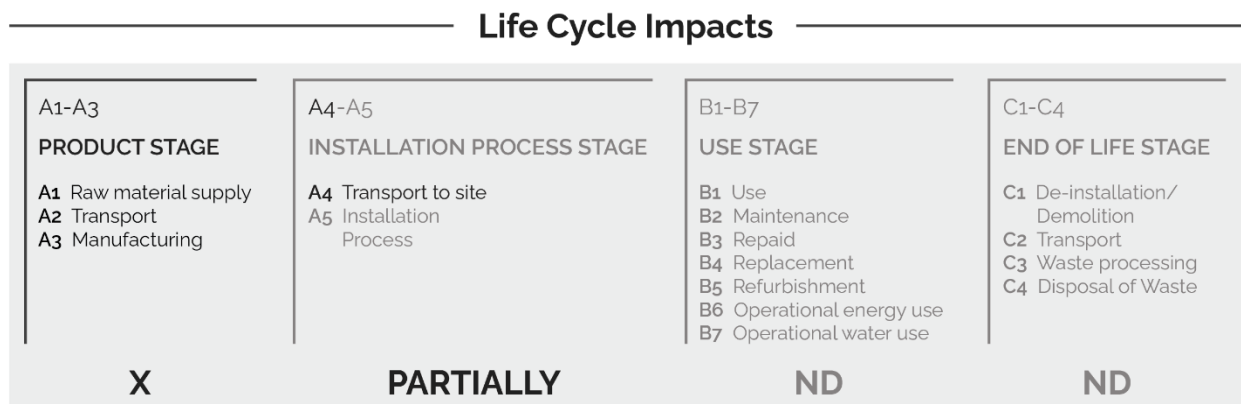 Life Cycle Impacts
A1-A3
PRODUCT STAGE
A1 Raw material supply
A2 Transport
A3 Manufacturing
X
A4-A5
INSTALLATION PROCESS STAGE
A4 Transport to site
A5 Installation
Process
PARTIALLY
B1-B7
USE STAGE
B1 Use
B2 Maintenance
B3 Repaid
B4 Replacement
B5 Refurbishment
B6 Operational energy use
B7 Operational water use
ND
C1-C4
END OF LIFE STAGE
C1 De-installation/
Demolition
C2 Transport
C3 Waste processing
C4 Disposal of Waste
ND